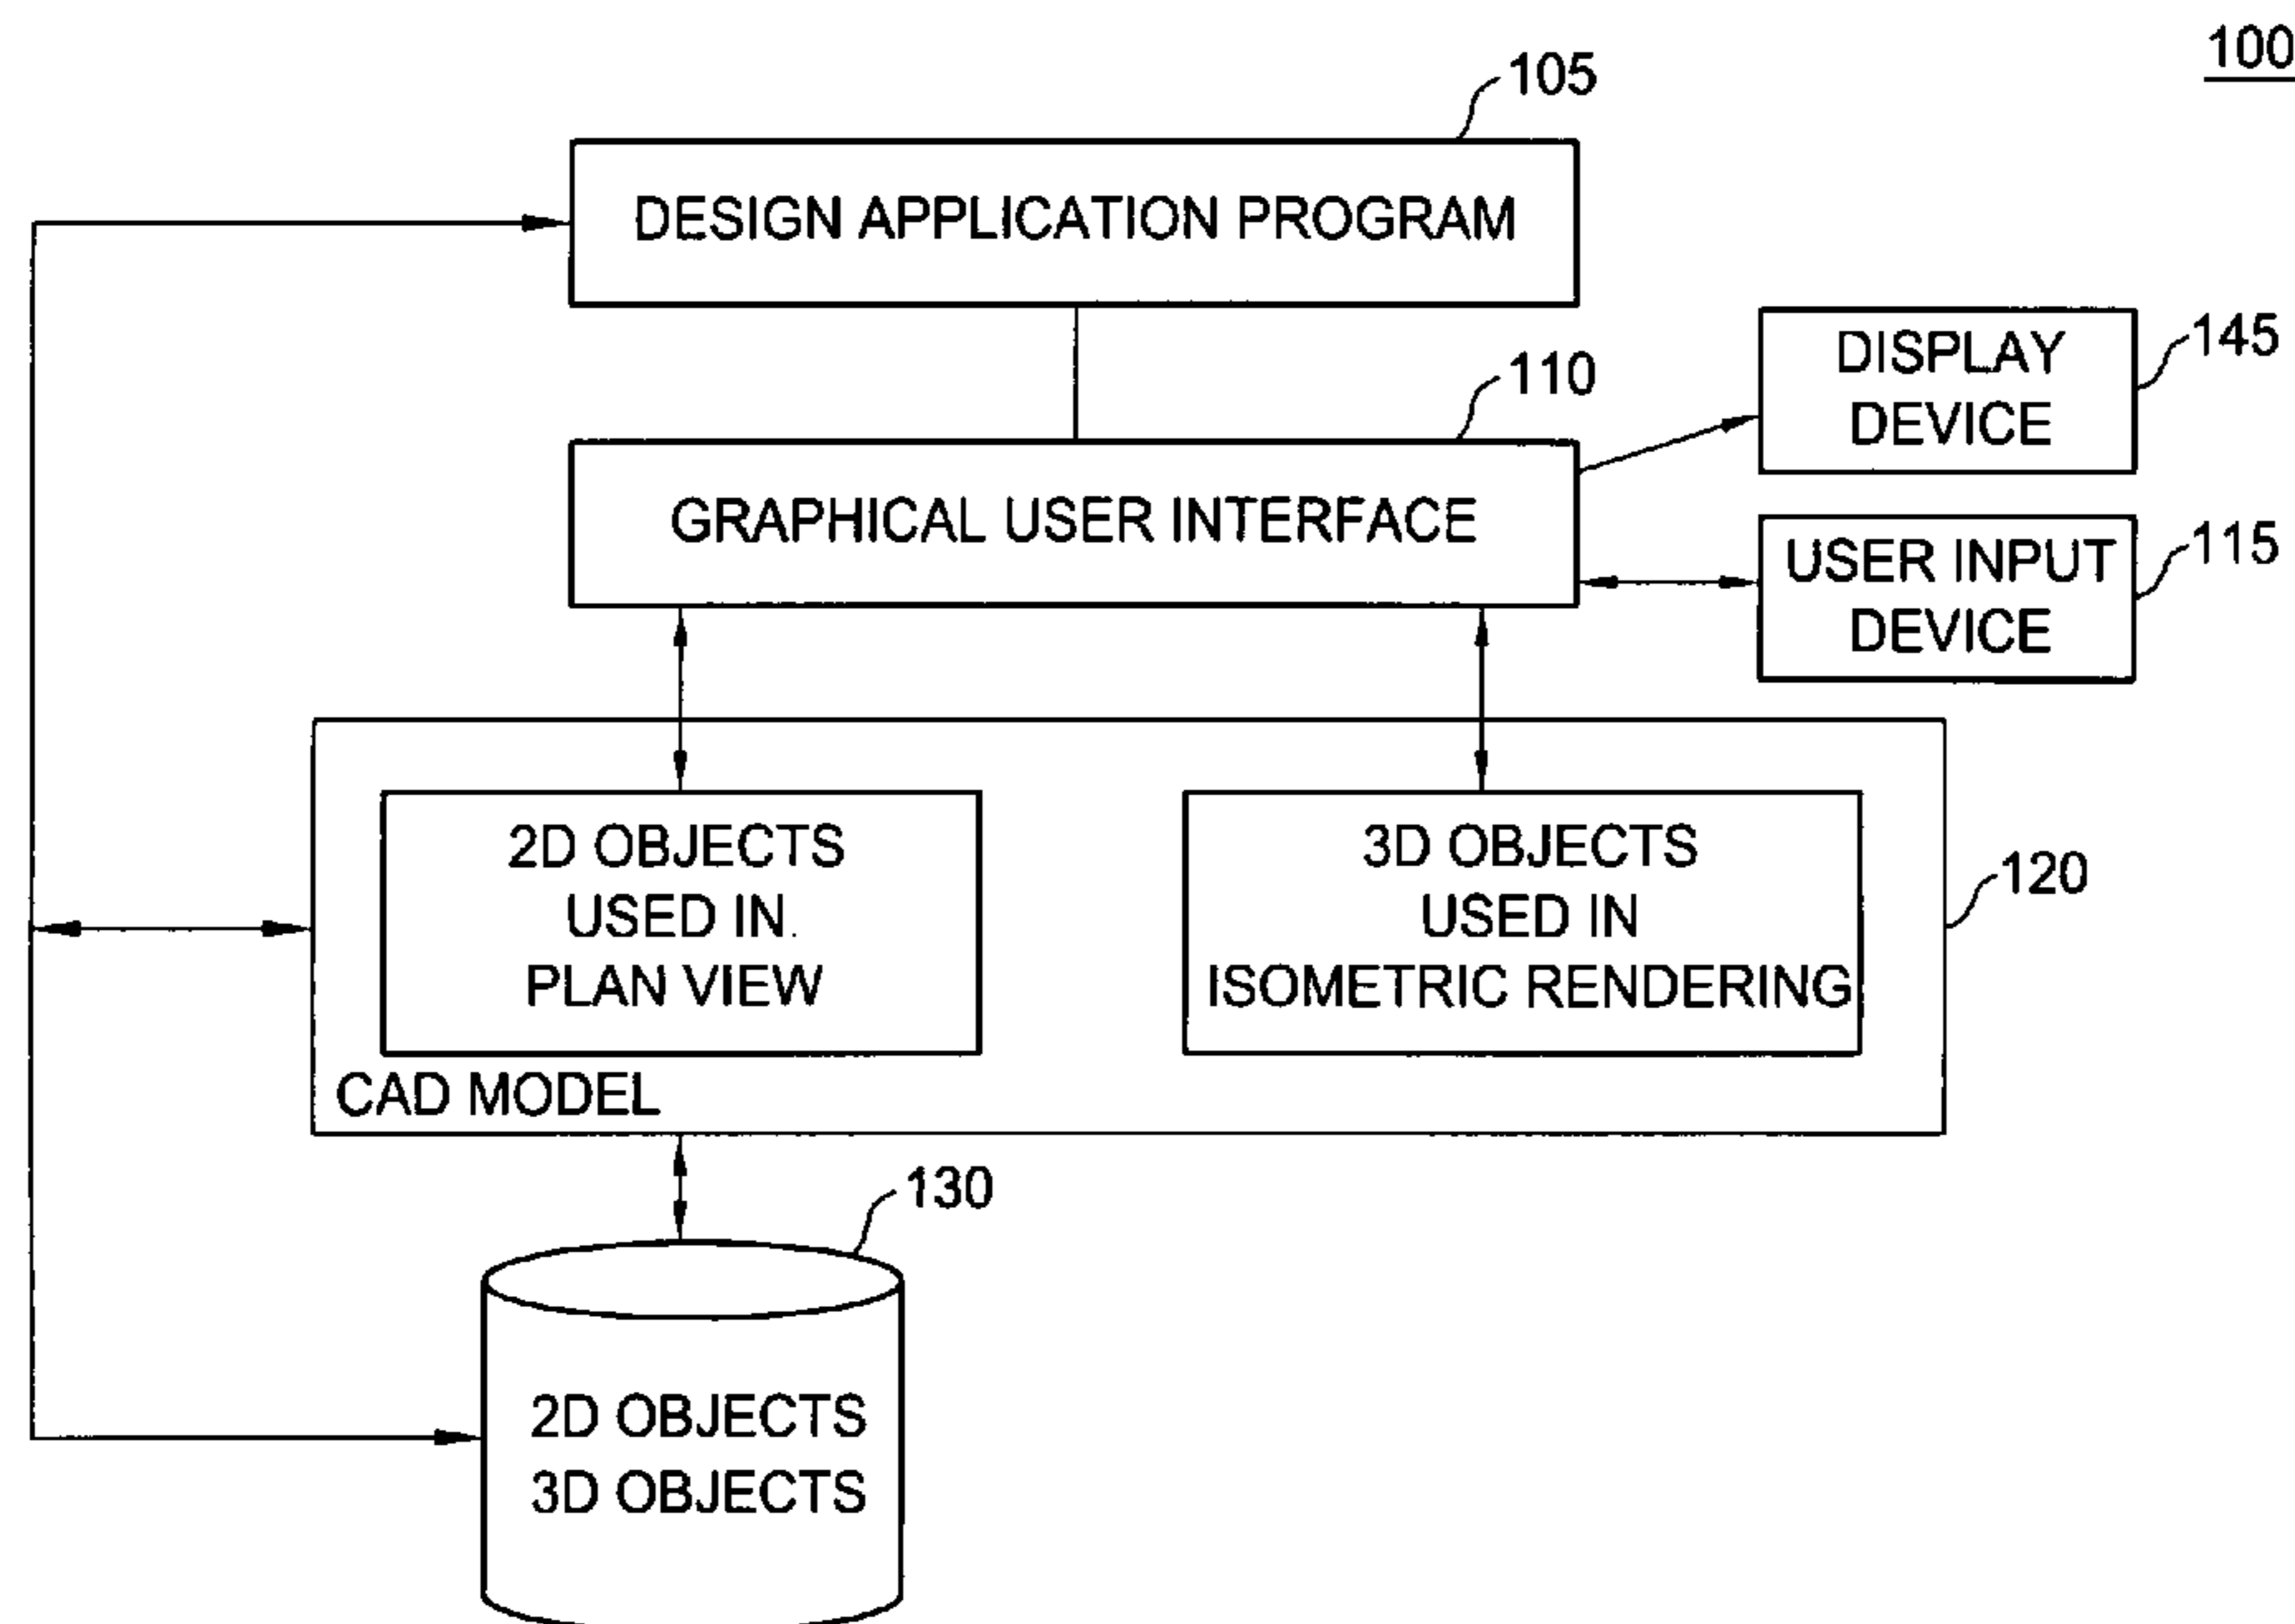 100
105
DESIGN APPLICATION PROGRAM
110
GRAPHICAL USER INTERFACE
DISPLAY
DEVICE
145
USER INPUT
DEVICE
115
2D OBJECTS
USED IN.
PLAN VIEW
3D OBJECTS
USED IN
ISOMETRIC RENDERING
120
CAD MODEL
130
2D OBJECTS
3D OBJECTS